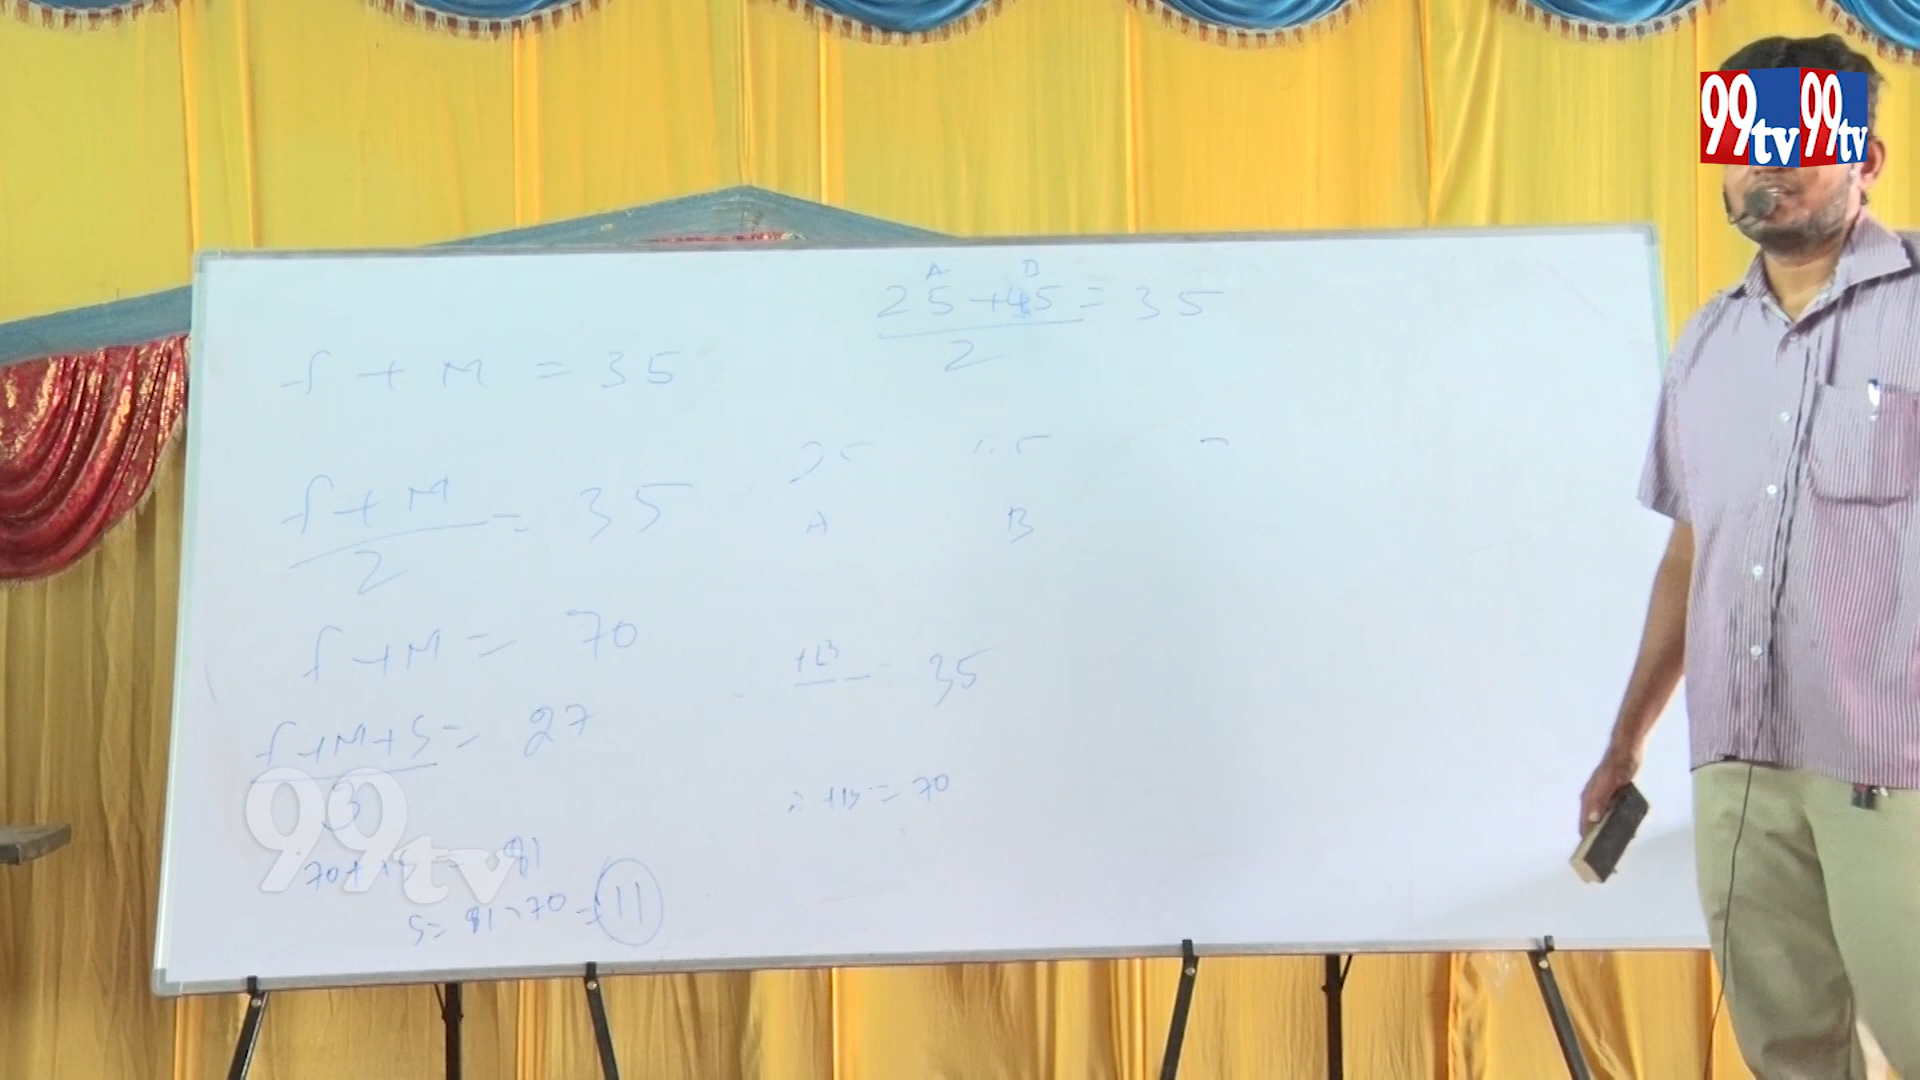 99tv 99tv
A B
25+45 = 35
2
f + M = 35
f+M = 35
2
A B
f+M = 70
+B 35
f+M+S = 27
3
+B = 70
70+S = 81
S = 81-70 = 11
99tv